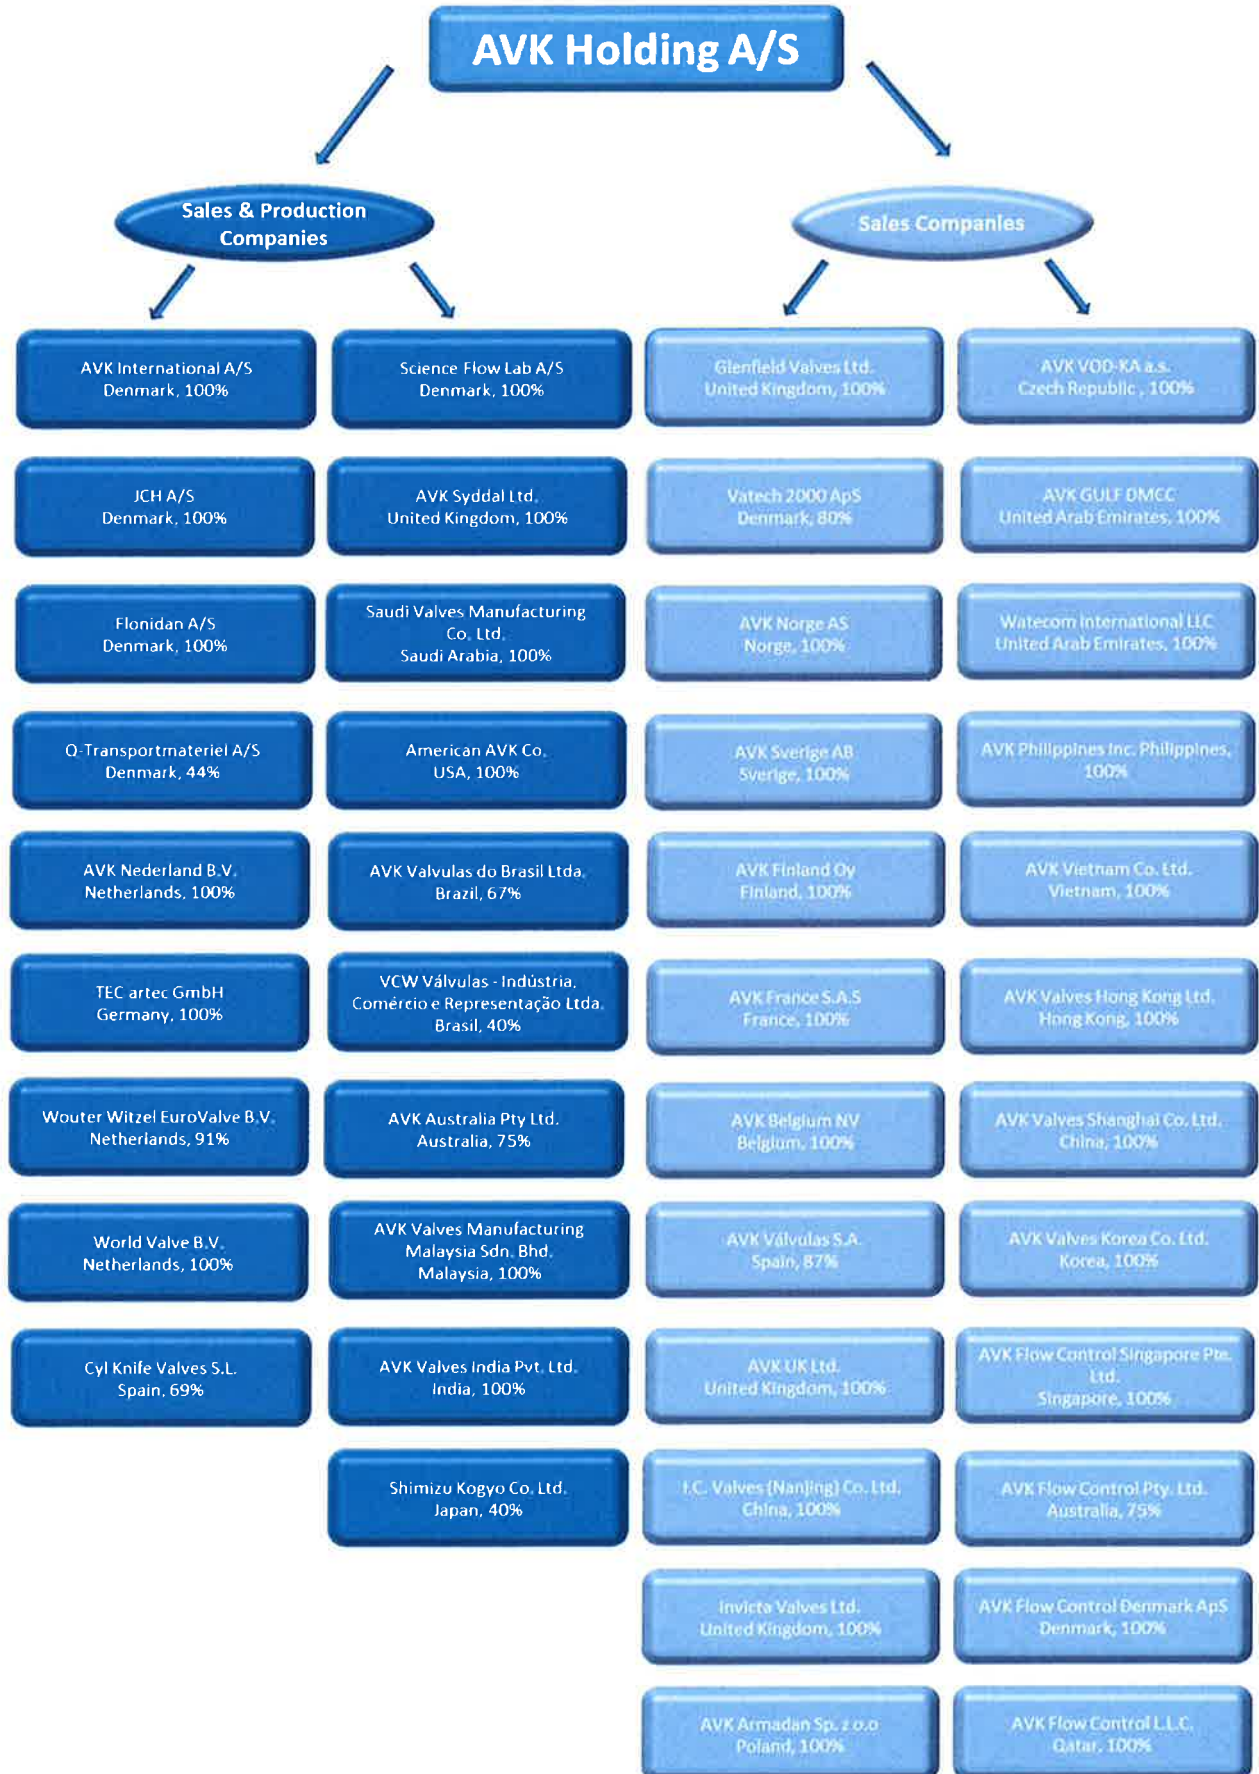 AVK Holding A/S
Sales & Production
Companies
Sales Companies
AVK International A/S
Denmark, 100%
Science Flow Lab A/S
Denmark, 100%
Glenfield Valves Ltd.
United Kingdom, 100%
AVK VOD-KA a.s.
Czech Republic , 100%
JCH A/S
Denmark, 100%
AVK Syddal Ltd.
United Kingdom, 100%
Vatech 2000 ApS
Denmark, 80%
AVK GULF DMCC
United Arab Emirates, 100%
Flonidan A/S
Denmark, 100%
Saudi Valves Manufacturing
Co. Ltd.
Saudi Arabia, 100%
AVK Norge AS
Norge, 100%
Watecom International LLC
United Arab Emirates, 100%
Q-Transportmateriel A/S
Denmark, 44%
American AVK Co.
USA, 100%
AVK Sverige AB
Sverige, 100%
AVK Philippines Inc. Philippines,
100%
AVK Nederland B.V.
Netherlands, 100%
AVK Valvulas do Brasil Ltda.
Brazil, 67%
AVK Finland Oy
Finland, 100%
AVK Vietnam Co. Ltd.
Vietnam, 100%
TEC artec GmbH
Germany, 100%
VCW Válvulas - Indústria,
Comércio e Representação Ltda.
Brasil, 40%
AVK France S.A.S
France, 100%
AVK Valves Hong Kong Ltd.
Hong Kong, 100%
Wouter Witzel EuroValve B.V.
Netherlands, 91%
AVK Australia Pty Ltd.
Australia, 75%
AVK Belgium NV
Belgium, 100%
AVK Valves Shanghai Co. Ltd.
China, 100%
World Valve B.V.
Netherlands, 100%
AVK Valves Manufacturing
Malaysia Sdn. Bhd.
Malaysia, 100%
AVK Válvulas S.A.
Spain, 87%
AVK Valves Korea Co. Ltd.
Korea, 100%
Cyl Knife Valves S.L.
Spain, 69%
AVK Valves India Pvt. Ltd.
India, 100%
AVK UK Ltd.
United Kingdom, 100%
AVK Flow Control Singapore Pte.
Ltd.
Singapore, 100%
Shimizu Kogyo Co. Ltd.
Japan, 40%
I.C. Valves (Nanjing) Co. Ltd.
China, 100%
AVK Flow Control Pty. Ltd.
Australia, 75%
Invicta Valves Ltd.
United Kingdom, 100%
AVK Flow Control Denmark ApS
Denmark, 100%
AVK Armadan Sp. z o.o
Poland, 100%
AVK Flow Control L.L.C.
Qatar, 100%